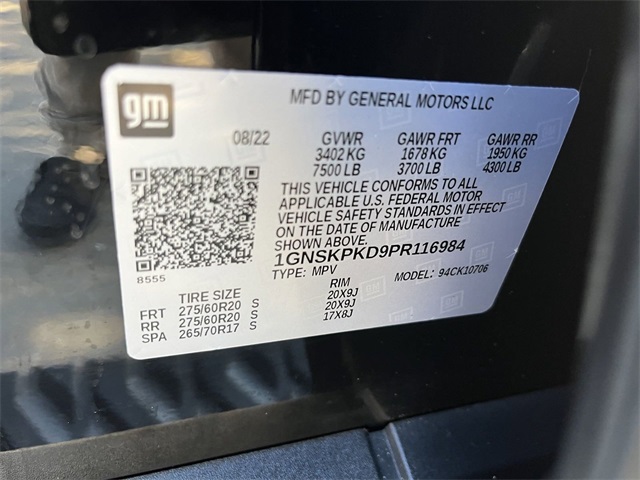 gm
MFD BY GENERAL MOTORS LLC
08/22 GVWR GAWR FRT GAWR RR
3402 KG 1678 KG 1950 KG
7500 LB 3700 LB 4300 LB
THIS VEHICLE CONFORMS TO ALL
APPLICABLE U.S. FEDERAL MOTOR
VEHICLE SAFETY STANDARDS IN EFFECT
ON THE DATE OF MANUFACTURE
SHOWN ABOVE.
1GNSKPKD9PR116984
TYPE: MPV MODEL: 94CK10706
8555
TIRE SIZE RIM
FRT 275/60R20 S 20X9J
RR 275/60R20 S 20X9J
SPA 265/70R17 S 17X8J